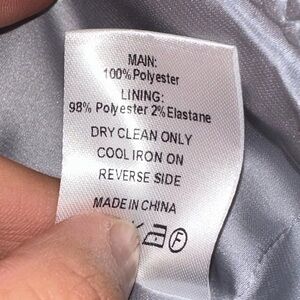 MAIN:
100% Polyester
LINING:
98% Polyester 2% Elastane
DRY CLEAN ONLY
COOL IRON ON
REVERSE SIDE
MADE IN CHINA
F